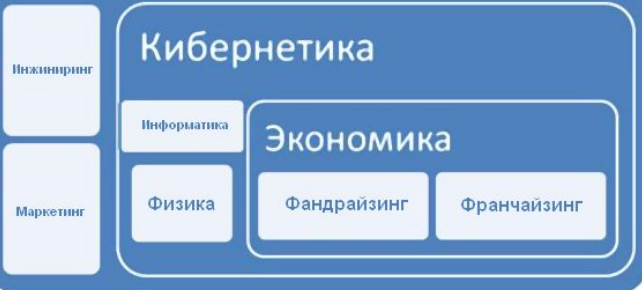 Инжиниринг
Маркетинг
Кибернетика
Информатика
Физика
Экономика
Фандрайзинг
Франчайзинг